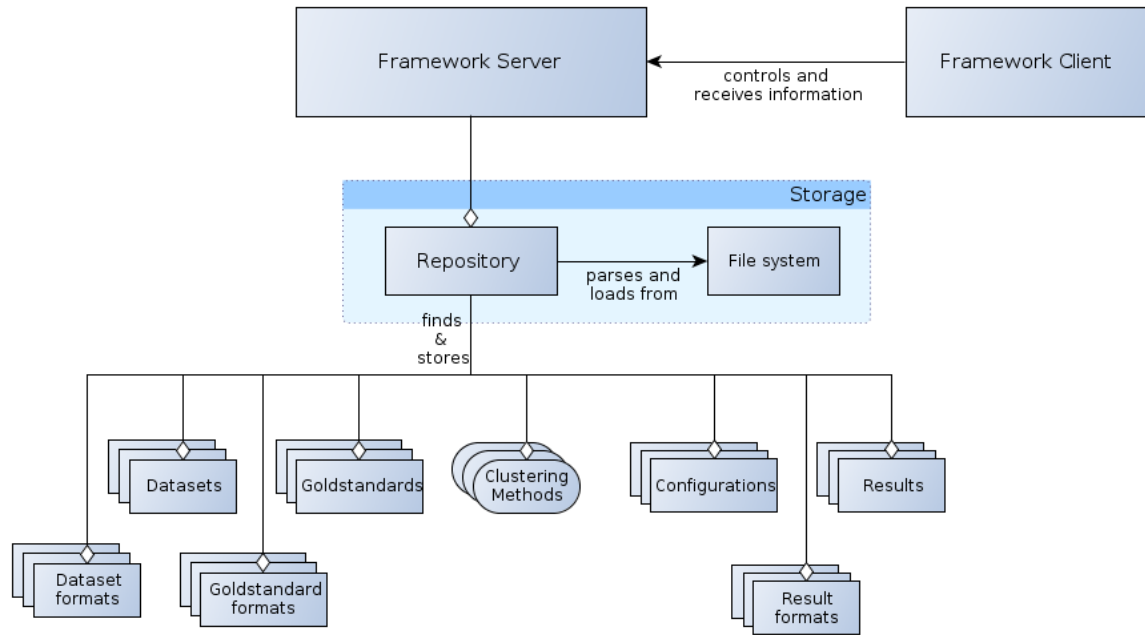 Framework Server
Framework Client
controls and
receives information
Storage
Repository
File system
parses and
loads from
finds
&
stores
Datasets
Goldstandards
Clustering
Methods
Configurations
Results
Dataset
formats
Goldstandard
formats
Result
formats